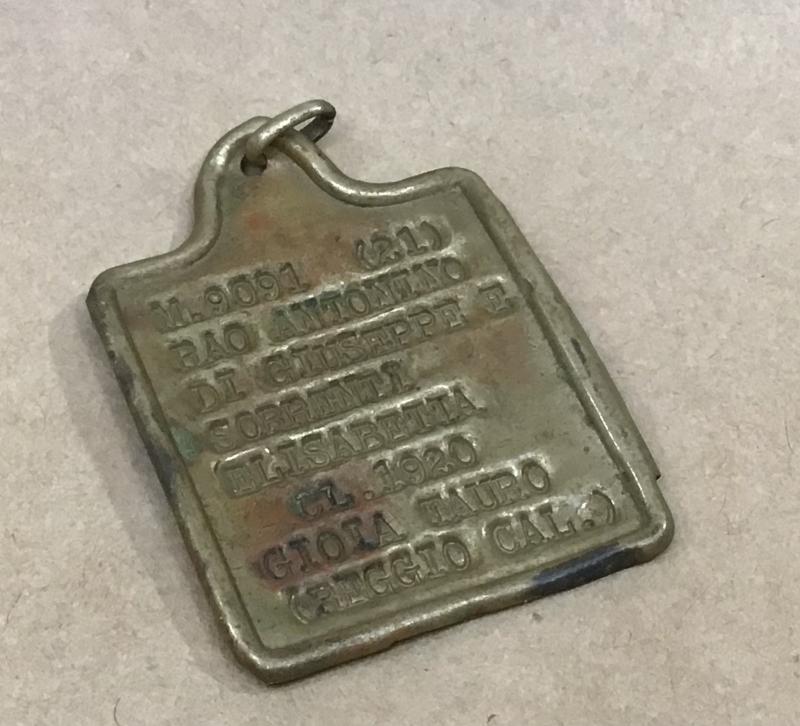 M.9091 (21)
RAO ANTONINO
DI GIUSEPPE E
SORRENTI
ELISABETTA
CL.1920
GIOIA TAURO
(REGGIO CAL.)